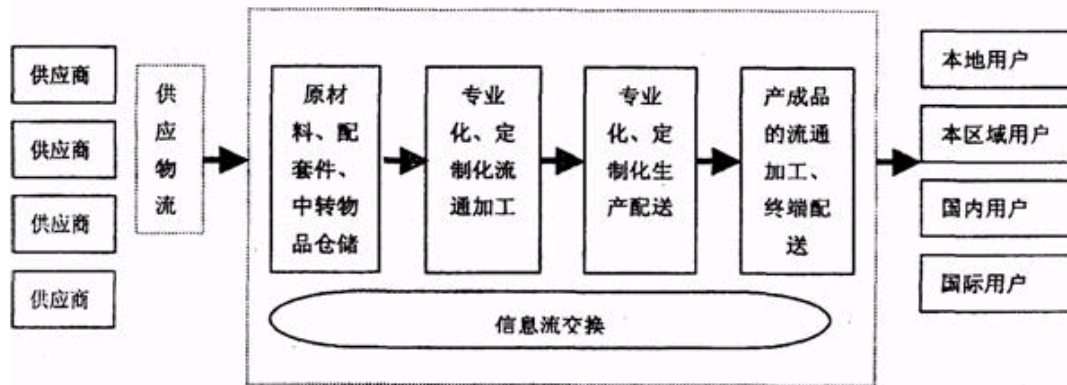 供应商
供应商
供应商
供应商
供
应
物
流
原材
料、配
套件、
中转物
品仓储
专业
化、定
制化流
通加工
专业
化、定
制化生
产配送
产成品
的流通
加工、
终端配
送
信息流交换
本地用户
本区域用户
国内用户
国际用户